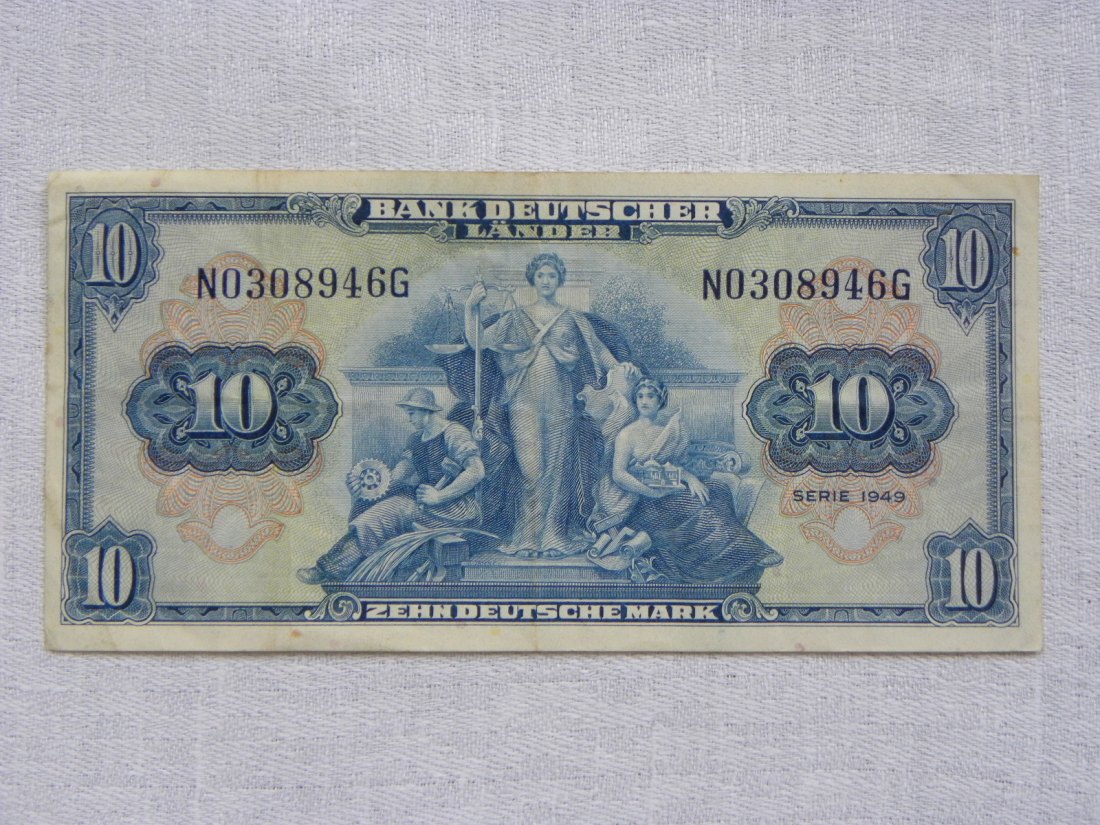 BANK DEUTSCHER
LÄNDER
10 10
N0308946G N0308946G
10 10
SERIE 1949
10 10
ZEHN DEUTSCHE MARK